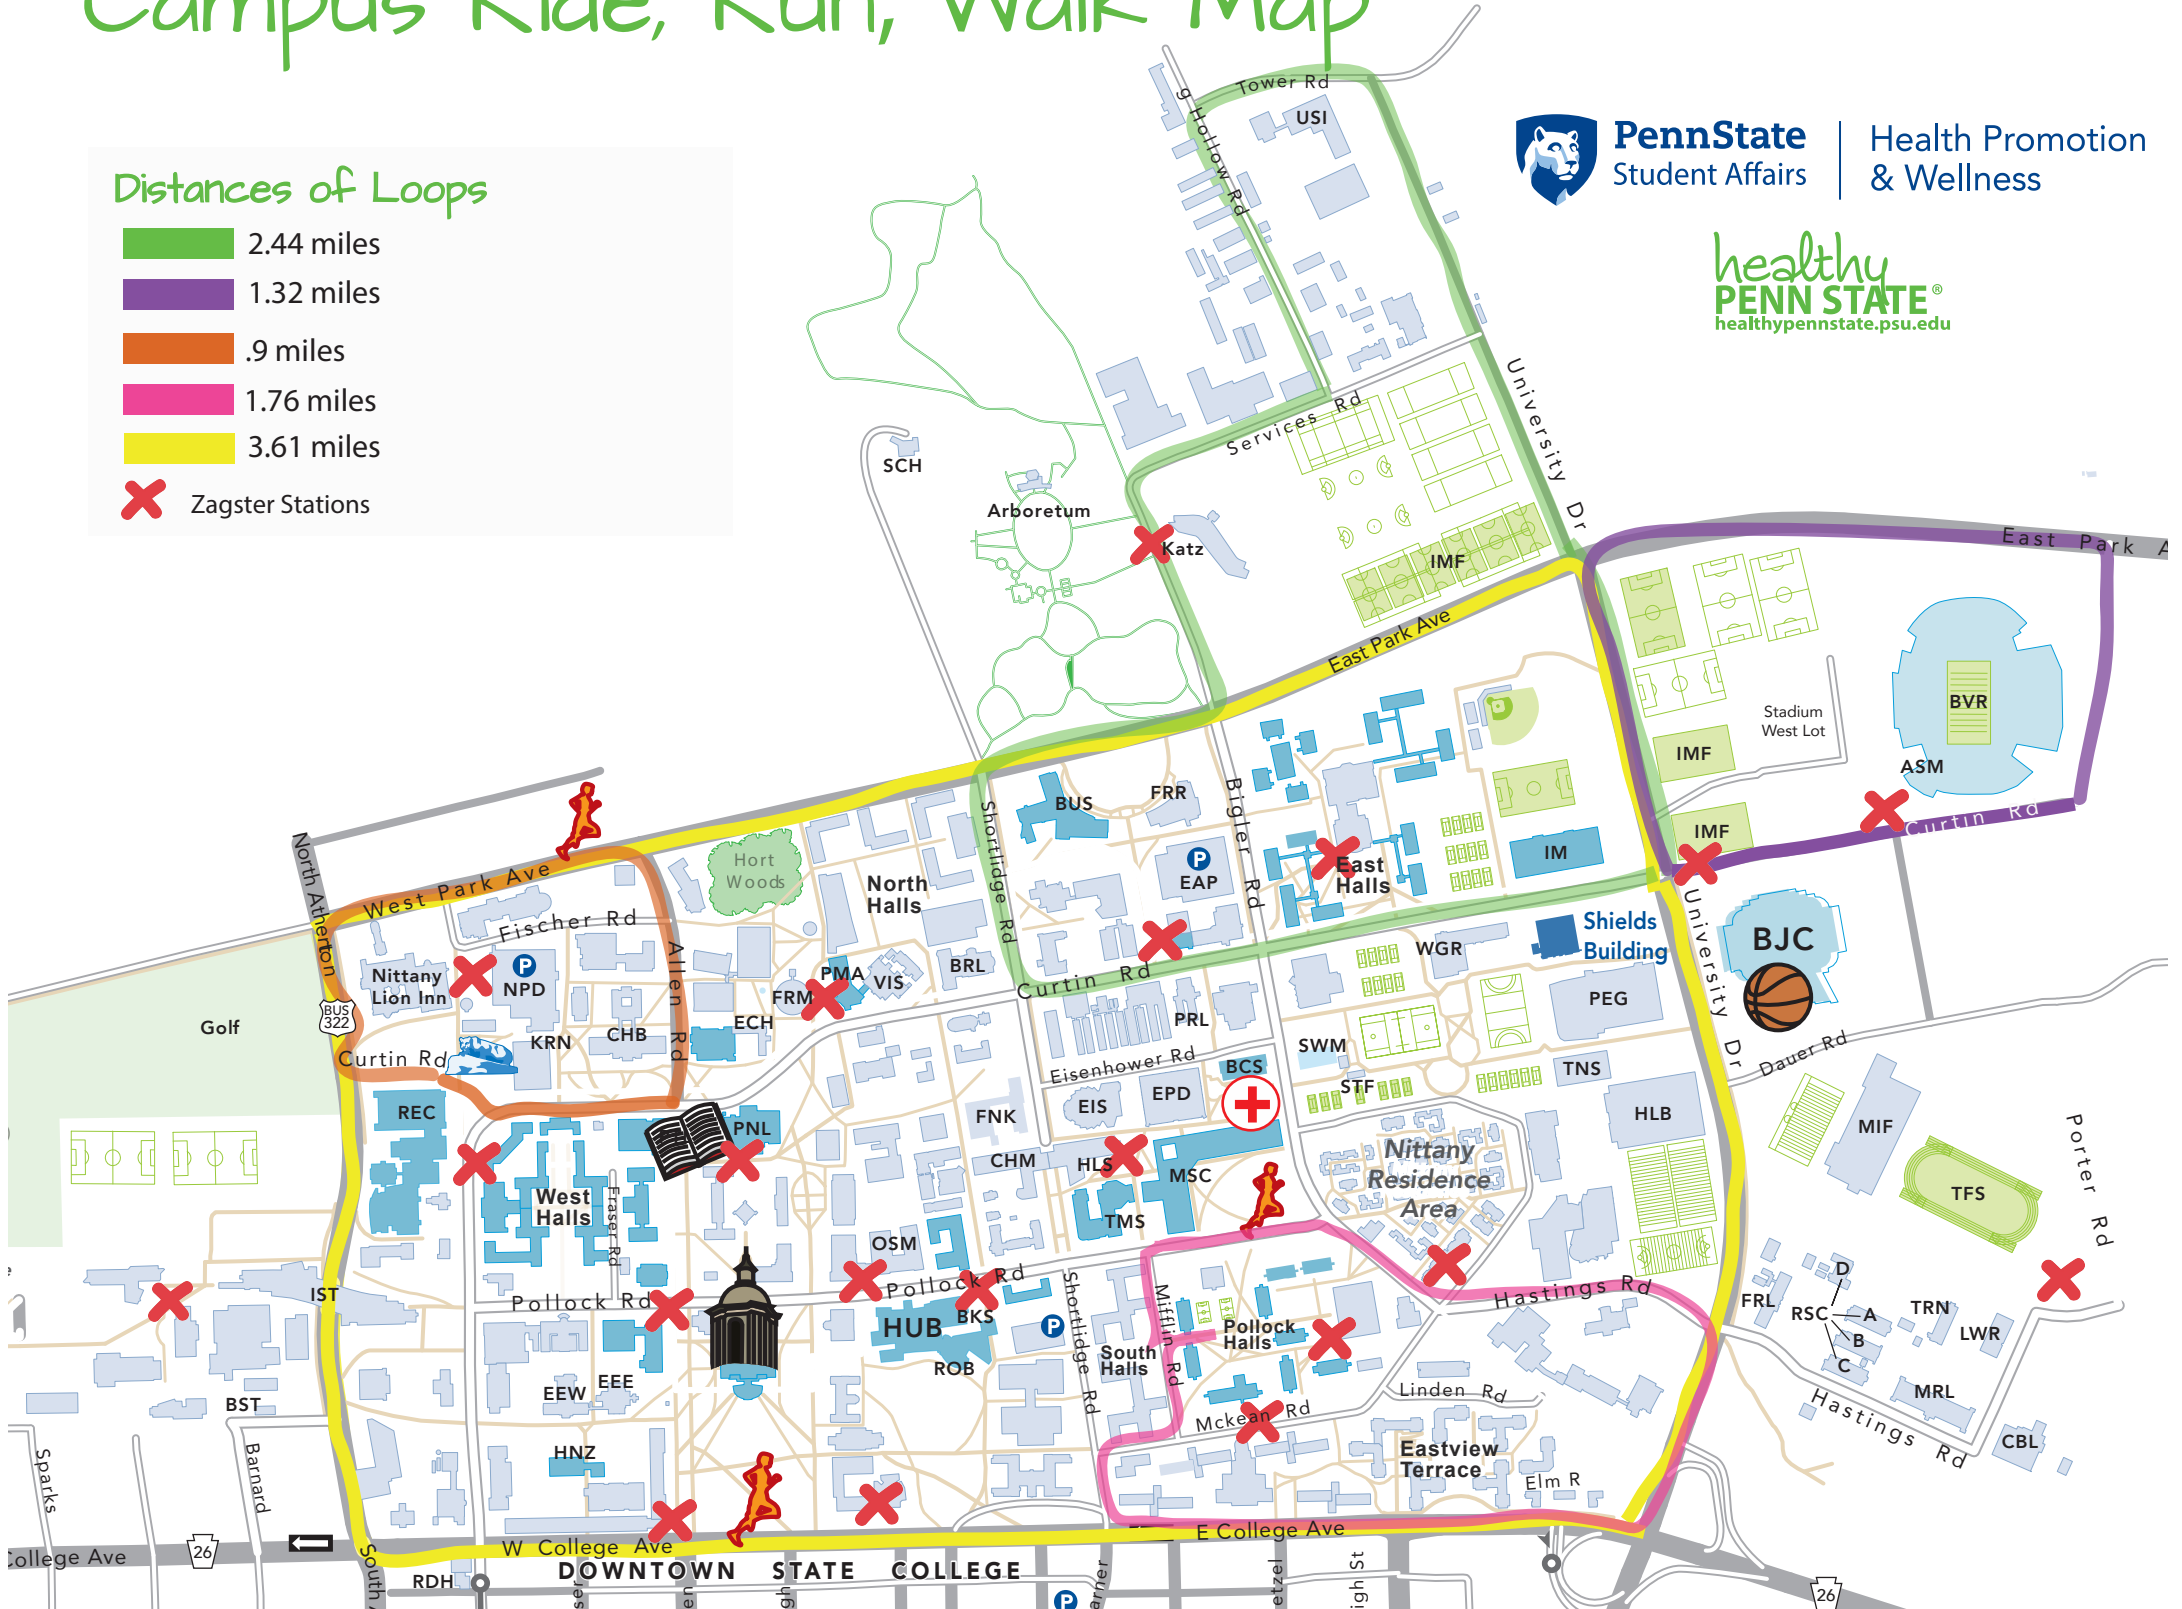 Campus Ride, Run, Walk Map
Distances of Loops
2.44 miles
1.32 miles
.9 miles
1.76 miles
3.61 miles
Zagster Stations
PennState
Student Affairs
Health Promotion
& Wellness
healthy
PENN STATE®
healthypennstate.psu.edu
Tower Rd
USI
g Hollow Rd
University Dr
Services Rd
SCH
Arboretum
Katz
IMF
East Park A
East Park Ave
Stadium
West Lot
BVR
IMF
ASM
IMF
Curtin Rd
BUS
FRR
Bigler Rd
Shortlidge Rd
P
EAP
East
Halls
IM
North Atherton
West Park Ave
Hort
Woods
North
Halls
Fischer Rd
Allen Rd
Shields
Building
BJC
University Dr
WGR
Nittany
Lion Inn
P
NPD
PMA
VIS
BRL
FRM
Curtin Rd
PEG
BUS
322
Golf
KRN
CHB
ECH
PRL
Curtin Rd
Eisenhower Rd
SWM
BCS
STF
TNS
Dauer Rd
REC
PNL
FNK
EIS
EPD
HLB
MIF
Porter Rd
CHM
HLS
MSC
Nittany
Residence
Area
West
Halls
Fraser Rd
TMS
TFS
OSM
Pollock Rd
Pollock Rd
IST
HUB
BKS
P
Shortlidge Rd
Mifflin Rd
Pollock
Halls
Hastings Rd
FRL
D
RSC
A
B
C
TRN
LWR
South
Halls
ROB
EEW
EEE
BST
Linden Rd
Mckean Rd
MRL
Hastings Rd
CBL
HNZ
Eastview
Terrace
Elm R
Sparks
Barnard
College Ave
26
W College Ave
E College Ave
DOWNTOWN STATE COLLEGE
South
RDH
P
26